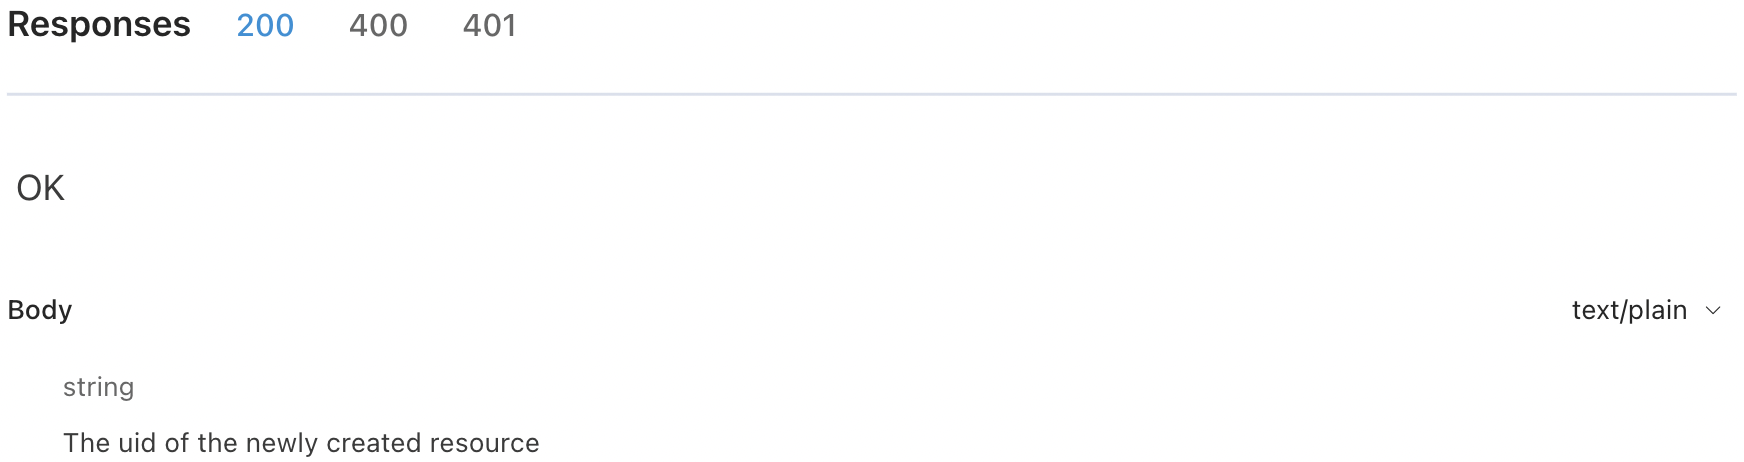 Responses 200 400 401
OK
Body text/plain
string
The uid of the newly created resource